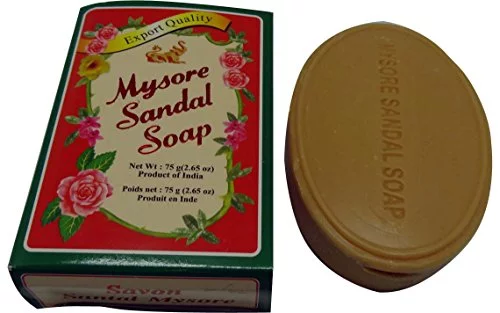 Export Quality
Mysore
Sandal
Soap
Net Wt : 75 g(2.65 oz)
Product of India
Poids net : 75 g (2.65 oz)
Produit en Inde
Savon
Santal Mysore
MYSORE SANDAL SOAP